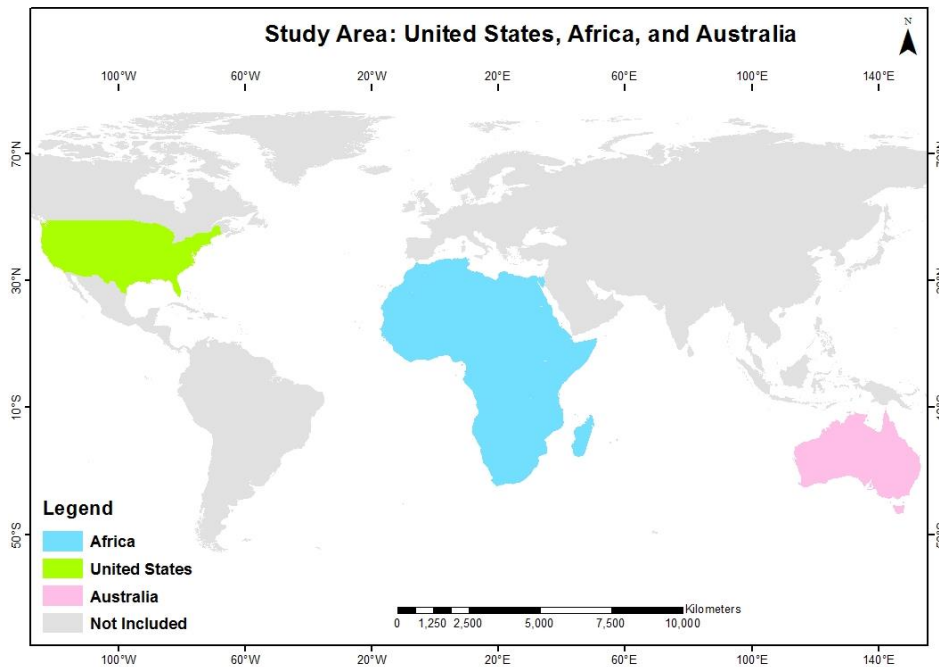 Study Area: United States, Africa, and Australia
N
100°W 60°W 20°W 20°E 60°E 100°E 140°E
70°N
30°N
10°S
50°S
Legend
Africa
United States
Australia
Not Included
Kilometers
0 1,250 2,500 5,000 7,500 10,000
100°W 60°W 20°W 20°E 60°E 100°E 140°E